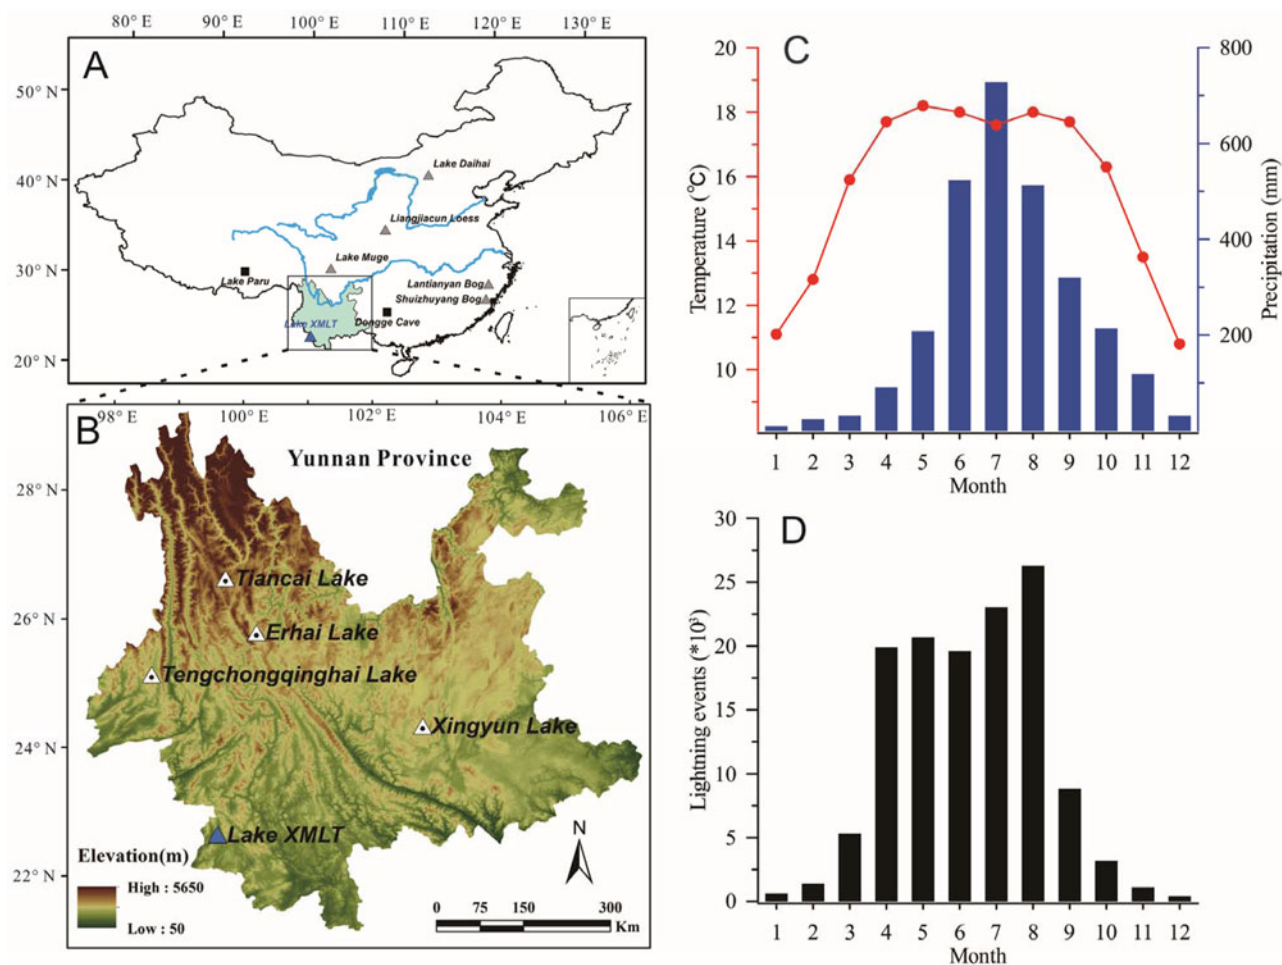 80° E 90° E 100° E 110° E 120° E 130° E
A
50° N
40° N
30° N
20° N
Lake Daihai
Liangjiacun Loess
Lake Muge
Lake Paru
Lantianyan Bog
Shuizhuyang Bog
Lake XMLT
Dongge Cave
98° E 100° E 102° E 104° E 106° E
B
Yunnan Province
28° N
26° N
24° N
22° N
Tiancai Lake
Erhai Lake
Tengchongqinghai Lake
Xingyun Lake
Lake XMLT
Elevation(m)
High : 5650
Low : 50
N
0 75 150 300
Km
C
20
18
16
14
12
10
Temperature (℃)
800
600
400
200
Precipitation (mm)
1 2 3 4 5 6 7 8 9 10 11 12
Month
D
30
25
20
15
10
5
0
Lightning events (*10³)
1 2 3 4 5 6 7 8 9 10 11 12
Month